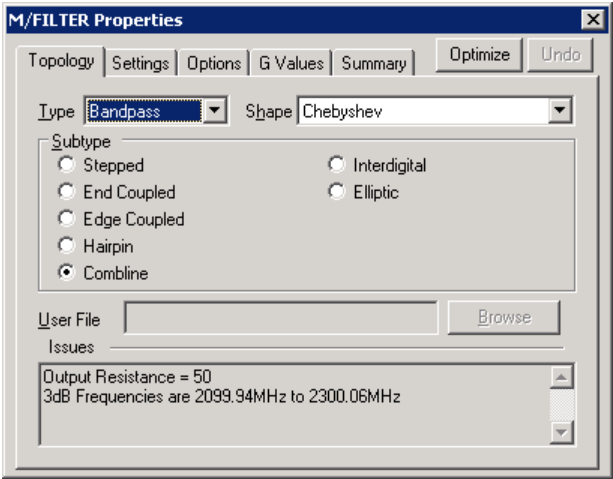 M/FILTER Properties
Topology Settings Options G Values Summary Optimize Undo
Type Bandpass Shape Chebyshev
Subtype
Stepped Interdigital
End Coupled Elliptic
Edge Coupled
Hairpin
Combline
User File Browse
Issues
Output Resistance = 50
3dB Frequencies are 2099.94MHz to 2300.06MHz